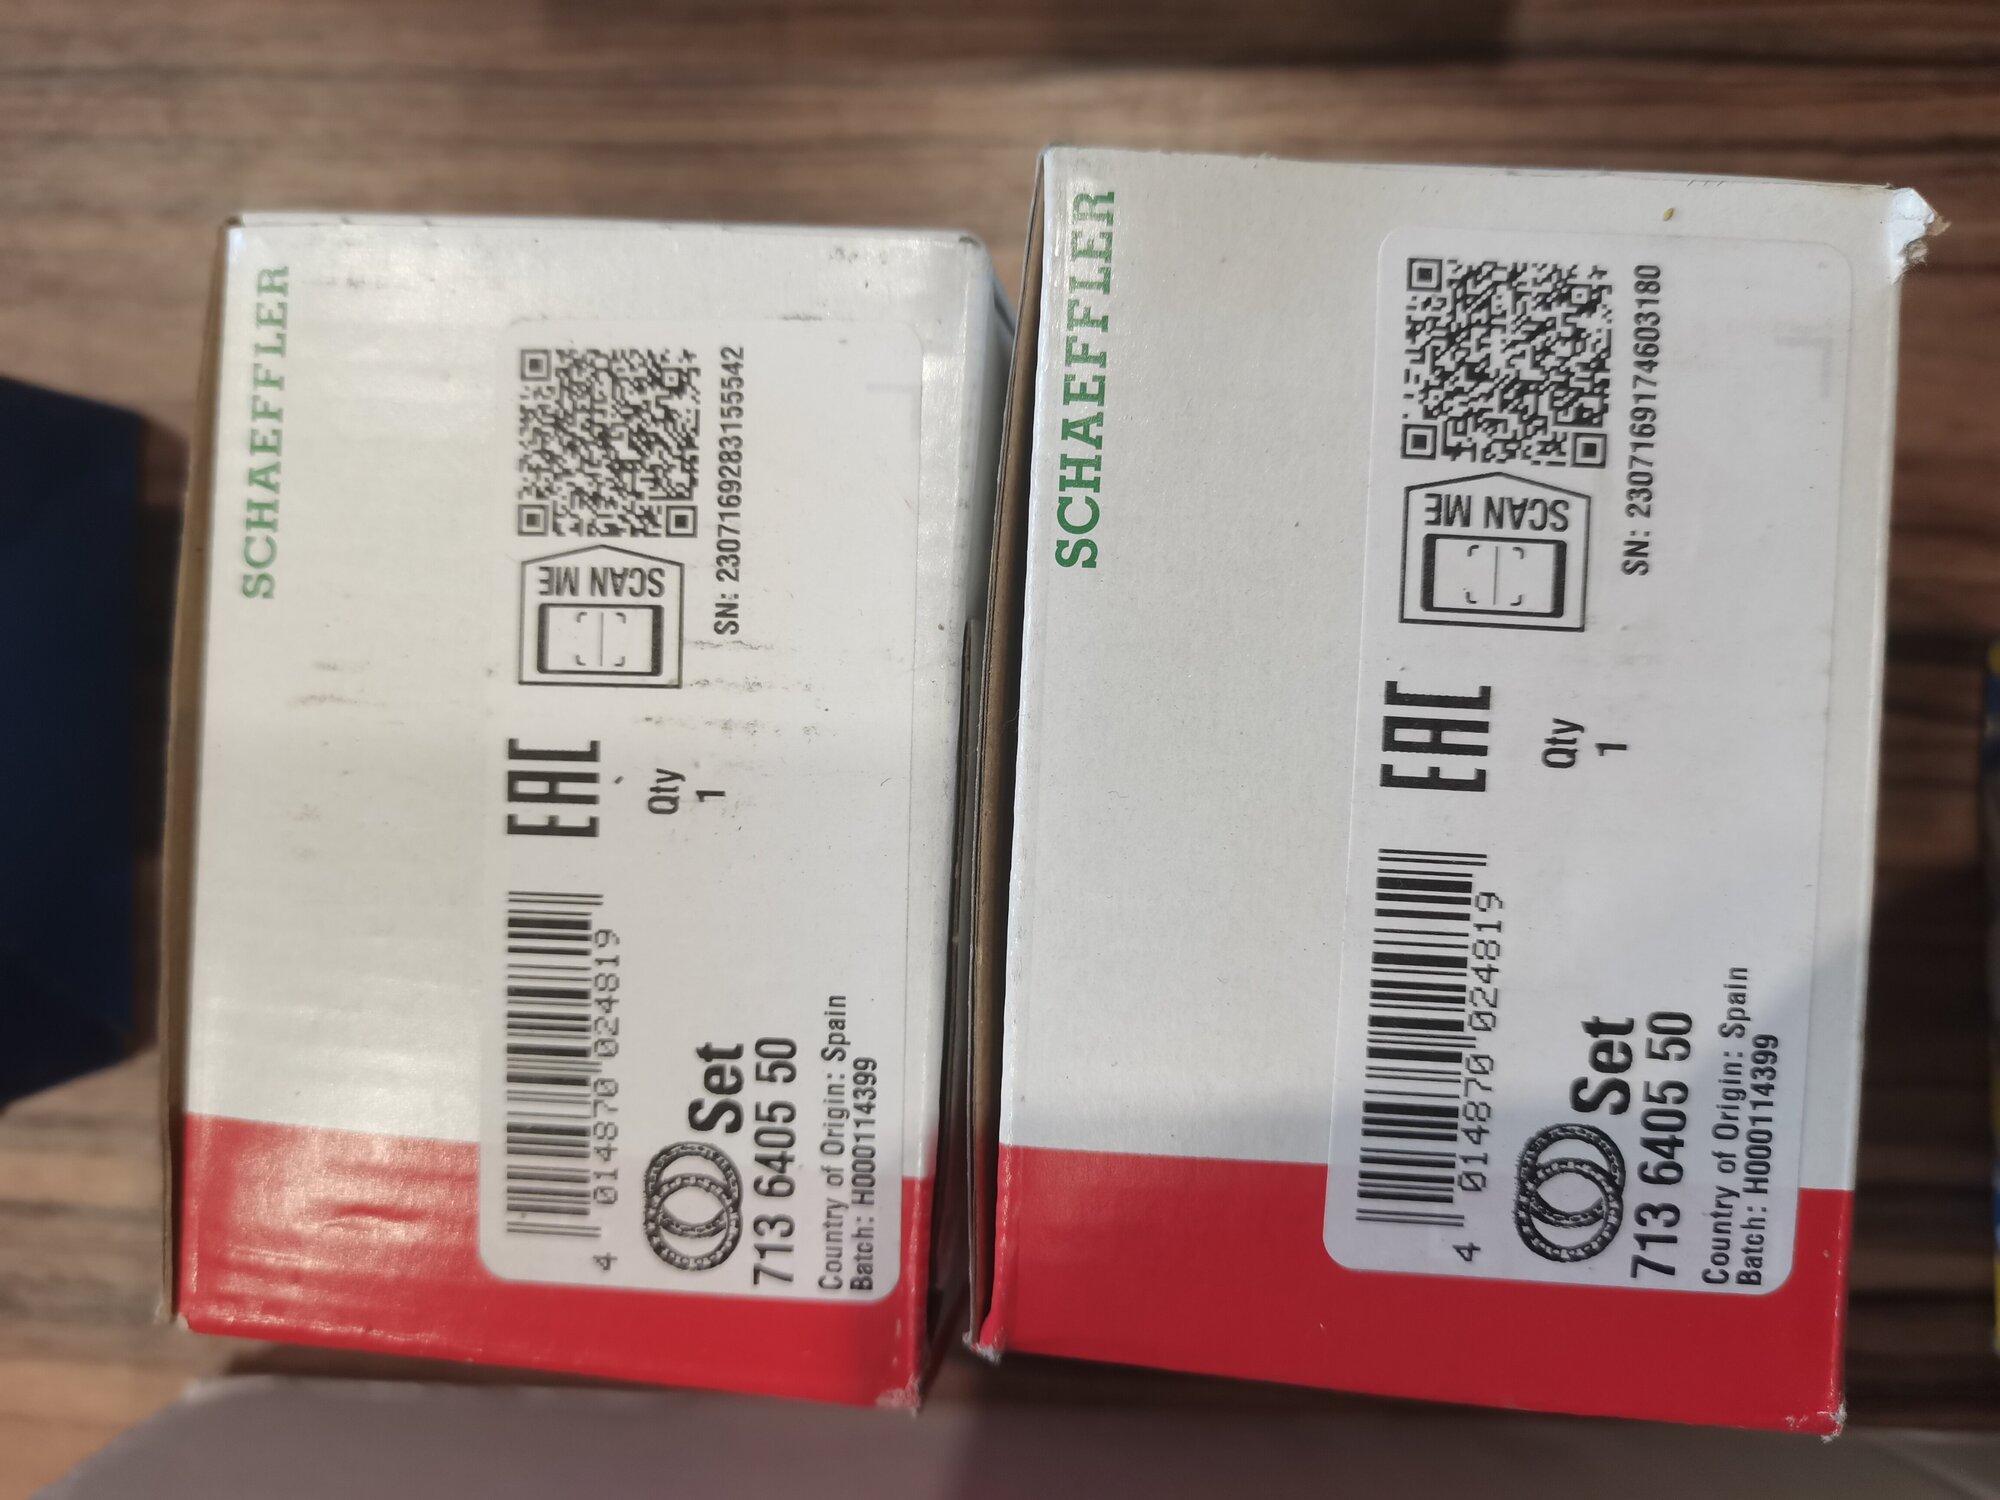 SCHAEFFLER
4 014870 024819
EAC
SCAN ME
Set
Qty
SN: 2307169283155542
713 6405 50
1
Country of Origin: Spain
Batch: H000114399
SCHAEFFLER
4 014870 024819
EAC
SCAN ME
Set
Qty
SN: 2307169174603180
713 6405 50
1
Country of Origin: Spain
Batch: H000114399